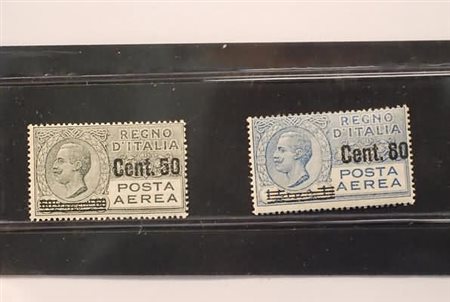 REGNO
D'ITALIA
Cent. 50
POSTA
AEREA
REGNO
D'ITALIA
Cent. 80
POSTA
AEREA